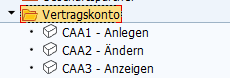 Vertragskonto
CAA1 - Anlegen
CAA2 - Ändern
CAA3 - Anzeigen